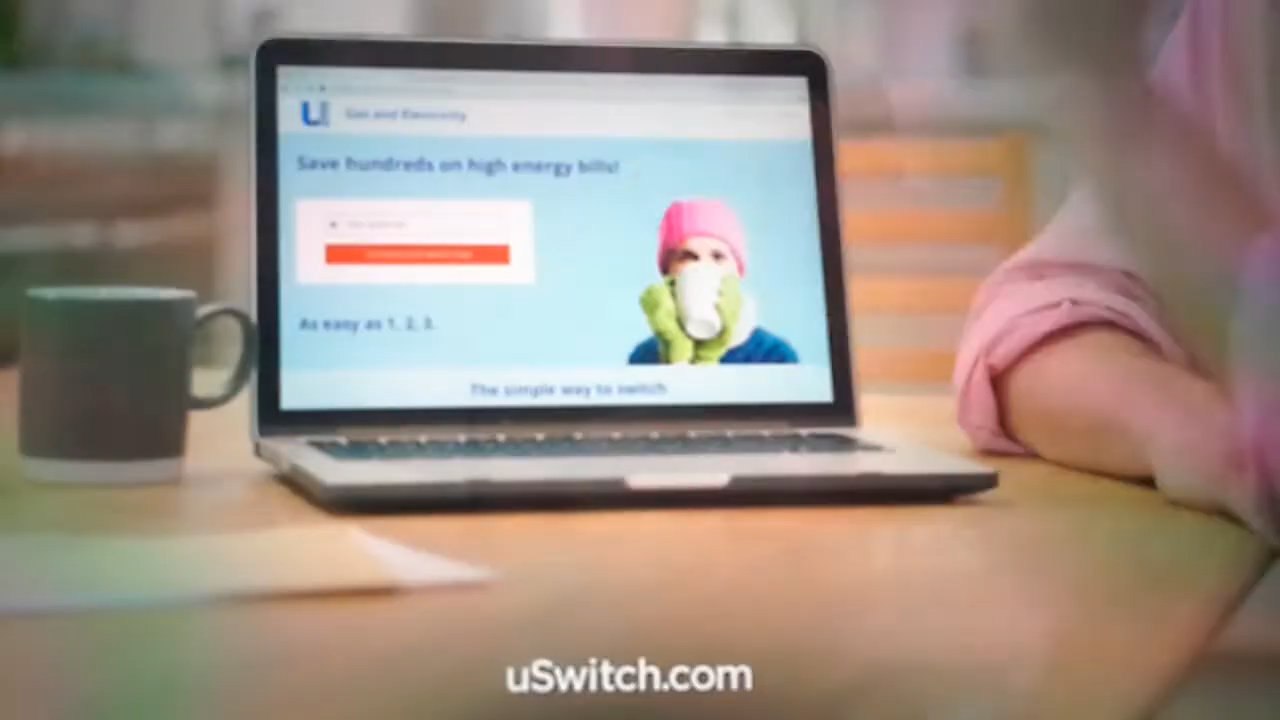 U
Gas and Electricity
Save hundreds on high energy bills!
As easy as 1, 2, 3.
The simple way to switch
uSwitch.com